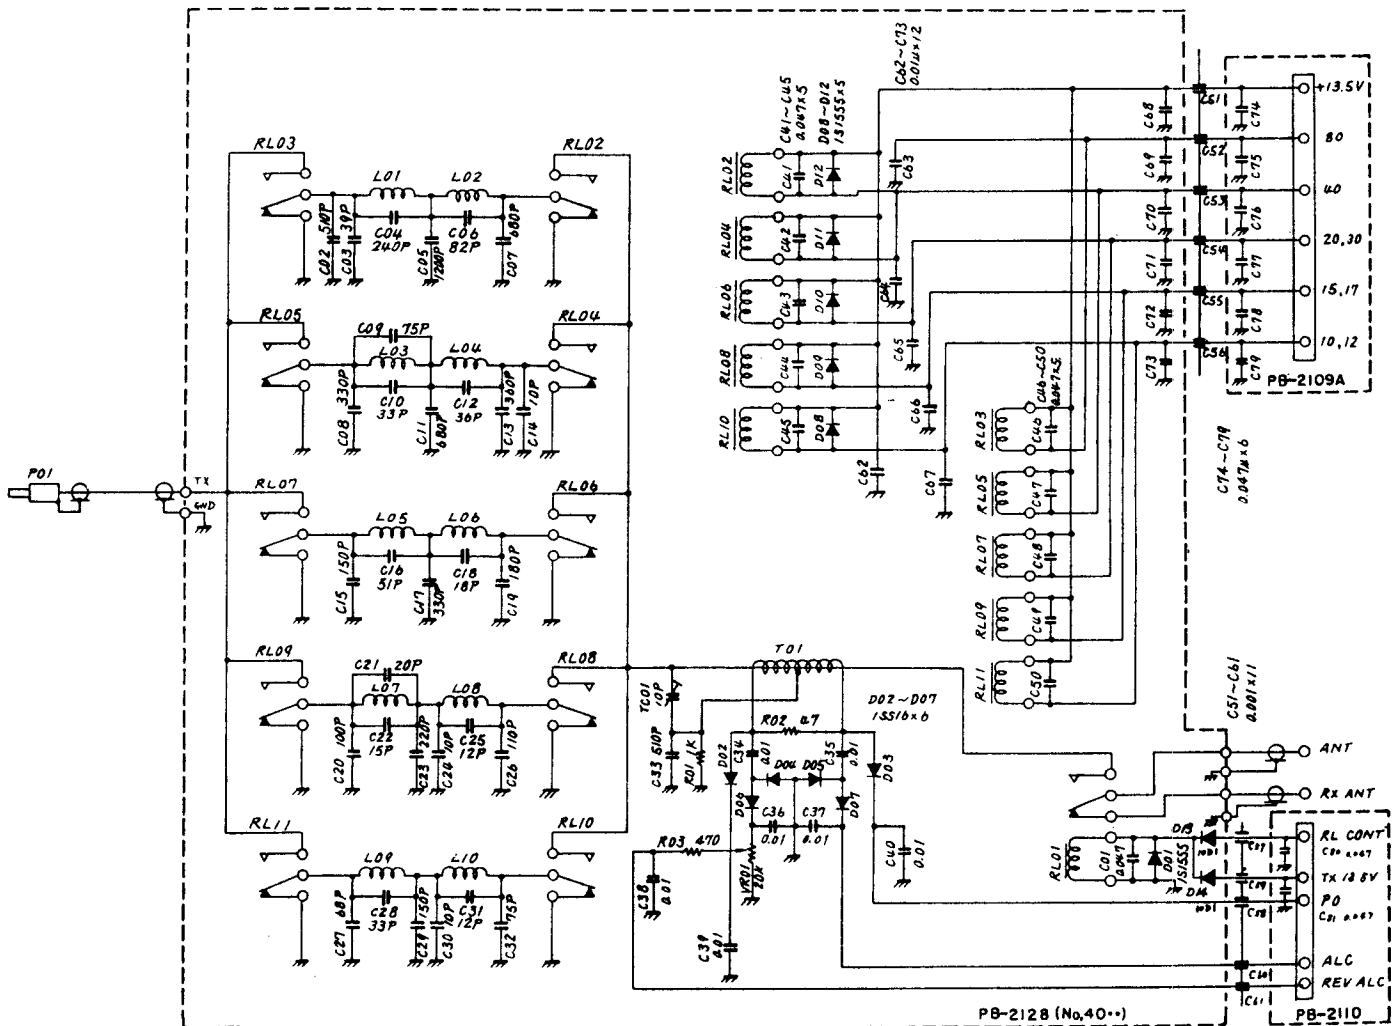 RL03
RL02
L01
L02
C02 510P
C03 39P
C04
240P
C05
1200P
C06
82P
C07
680P
RL05
RL04
C09 75P
L03
L04
330P
C08
C10
33P
C11
680P
C12
36P
360P
C13
10P
C14
P01
TX
GND
RL07
RL06
L05
L06
150P
C15
C16
51P
C17
330P
C18
18P
180P
C19
RL09
RL08
C21 20P
L07
L08
100P
C20
C22
15P
220P
C23
10P
C24
C25
12P
110P
C26
RL11
RL10
L09
L10
68P
C27
C28
33P
150P
C29
10P
C30
C31
12P
75P
C32
C41~C45
0.047×5
D08~D12
1S1555×5
C62~C73
0.01μ×12
RL02
C41
D12
C63
RL04
C42
D11
C64
RL06
C43
D10
C65
RL08
C44
D09
C66
RL10
C45
D08
C62
C67
C46~C50
0.047×5
RL03
C46
RL05
C47
RL07
C48
RL09
C49
RL11
C50
C68
C51
C74
+13.5V
C69
C52
C75
80
C70
C53
C76
40
C71
C54
C77
20,30
C72
C55
C78
15,17
C73
C56
C79
10,12
PB-2109A
C74~C79
0.047μ×6
C51~C61
0.001×11
T01
TC01
10P
C33 510P
R01 1K
R02 4.7
D02~D07
1SS16×6
D02
C34
0.01
C35
0.01
D03
D04 D05
D06
D07
C36
0.01
C37
0.01
R03 470
VR01
20K
C38
0.01
C39
0.01
C40
0.01
RL01
C01
0.047
D01
1S1555
D13
10D1
D14
10D1
C57
C59
C58
C60
C61
ANT
RX ANT
RL CONT
C80 0.047
TX 13.5V
PO
C81 0.047
ALC
REV ALC
PB-2128 (No,40··)
PB-2110